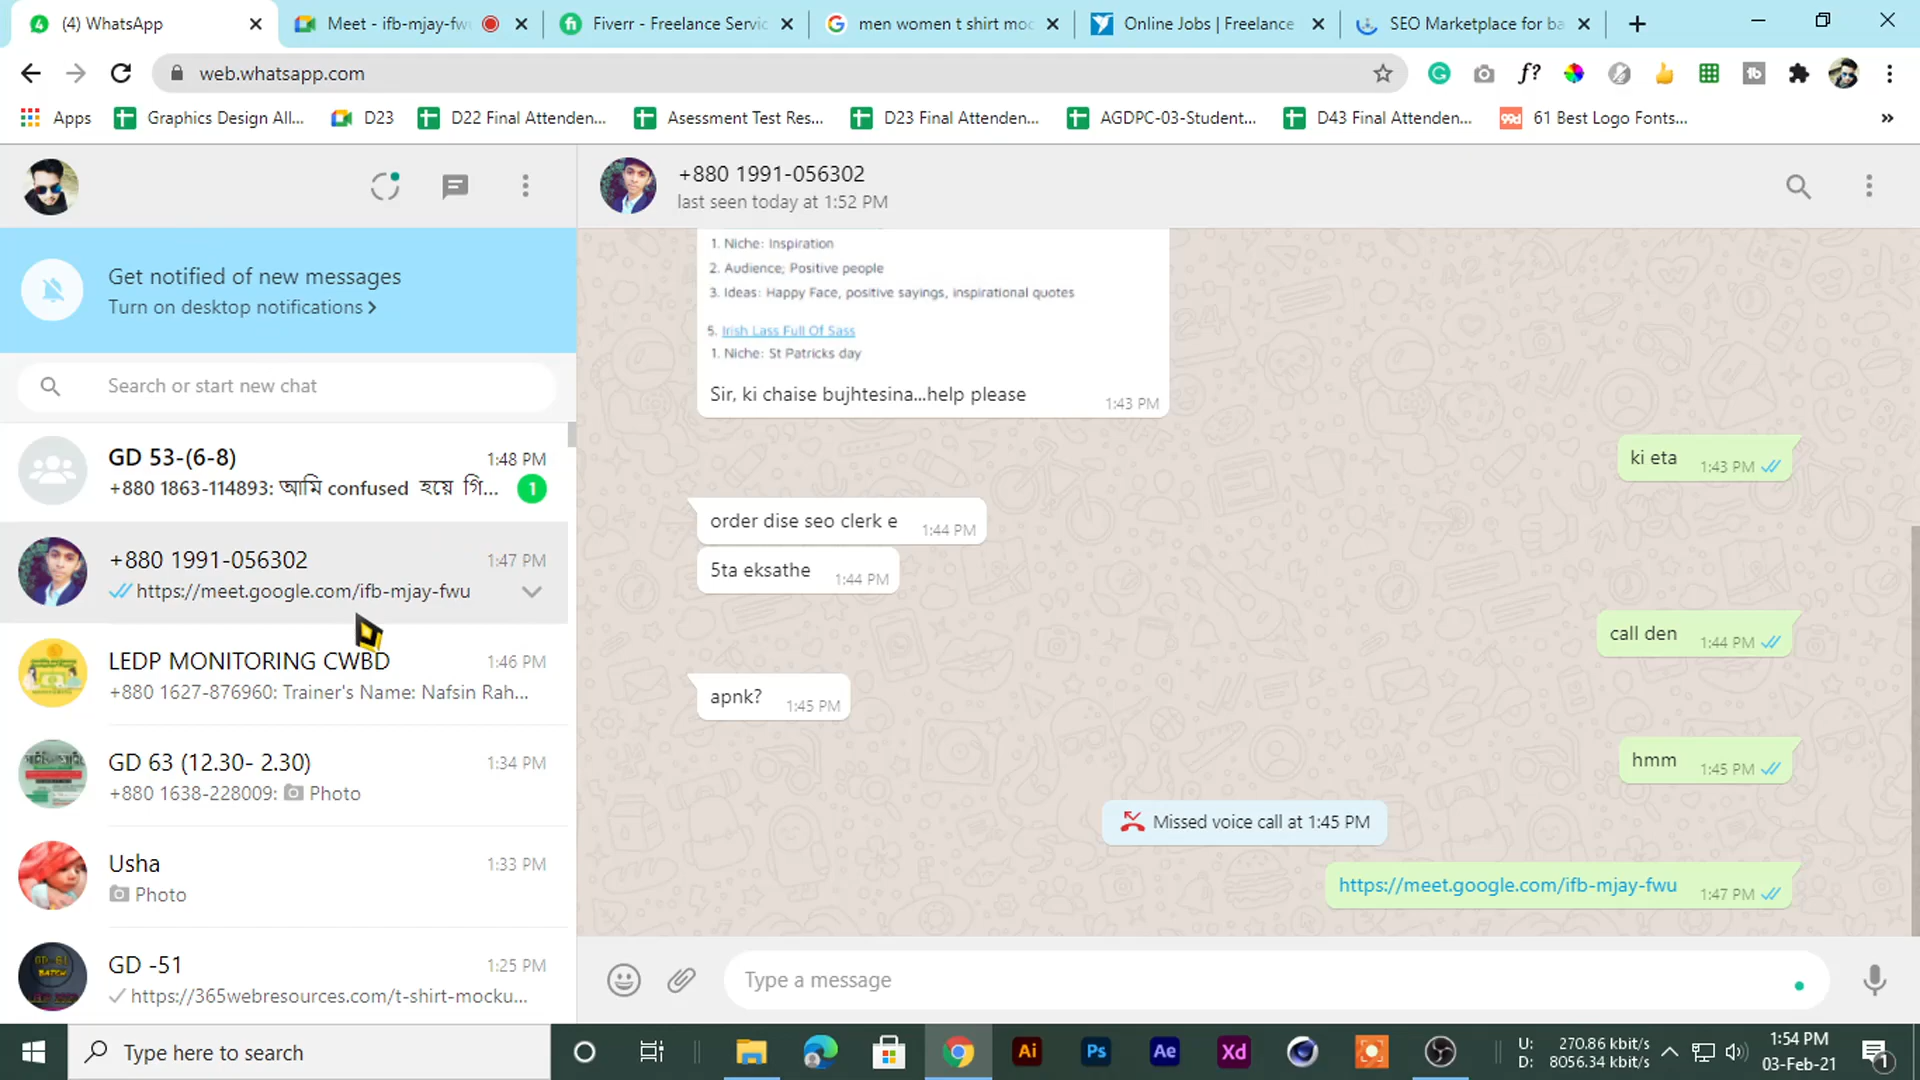 (4) WhatsApp
Meet - ifb-mjay-fwu
Fiverr - Freelance Servic
men women t shirt moc
Online Jobs | Freelance
SEO Marketplace for ba
web.whatsapp.com
Apps
Graphics Design All...
D23
D22 Final Attenden...
Asessment Test Res...
D23 Final Attenden...
AGDPC-03-Student...
D43 Final Attenden...
61 Best Logo Fonts...
+880 1991-056302
last seen today at 1:52 PM
Get notified of new messages
Turn on desktop notifications >
Search or start new chat
GD 53-(6-8)
1:48 PM
+880 1863-114893: আমি confused হয়ে গি...
1
+880 1991-056302
1:47 PM
https://meet.google.com/ifb-mjay-fwu
LEDP MONITORING CWBD
1:46 PM
+880 1627-876960: Trainer's Name: Nafsin Rah...
GD 63 (12.30- 2.30)
1:34 PM
+880 1638-228009: Photo
Usha
1:33 PM
Photo
GD -51
1:25 PM
https://365webresources.com/t-shirt-mocku...
1. Niche: Inspiration
2. Audience; Positive people
3. Ideas: Happy Face, positive sayings, inspirational quotes
5. Irish Lass Full Of Sass
1. Niche: St Patricks day
Sir, ki chaise bujhtesina...help please
1:43 PM
ki eta
1:43 PM
order dise seo clerk e
1:44 PM
5ta eksathe
1:44 PM
call den
1:44 PM
apnk?
1:45 PM
hmm
1:45 PM
Missed voice call at 1:45 PM
https://meet.google.com/ifb-mjay-fwu
1:47 PM
Type a message
Type here to search
Ai
Ps
Ae
Xd
U: 270.86 kbit/s
D: 8056.34 kbit/s
1:54 PM
03-Feb-21
1